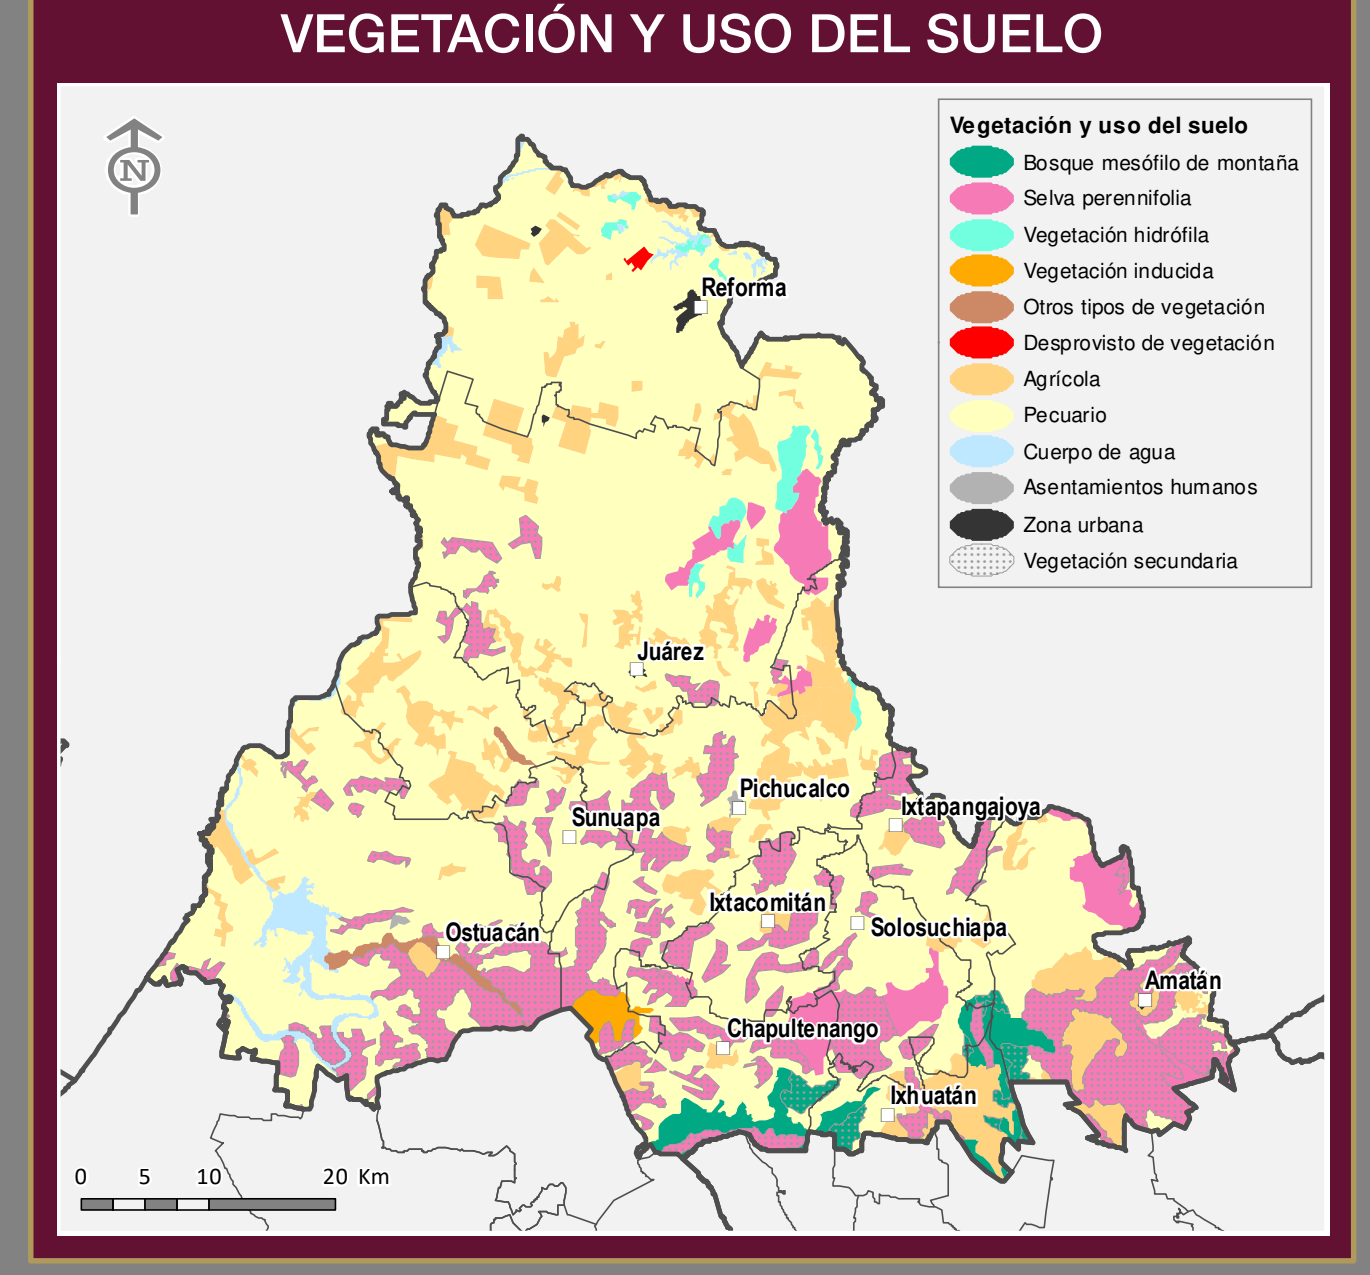 VEGETACIÓN Y USO DEL SUELO
N
Vegetación y uso del suelo
Bosque mesófilo de montaña
Selva perennifolia
Vegetación hidrófila
Vegetación inducida
Otros tipos de vegetación
Desprovisto de vegetación
Agrícola
Pecuario
Cuerpo de agua
Asentamientos humanos
Zona urbana
Vegetación secundaria
Reforma
Juárez
Pichucalco
Sunuapa
Ixtapangajoya
Ixtacomitán
Solosuchiapa
Ostuacán
Amatán
Chapultenango
Ixhuatán
0 5 10 20 Km